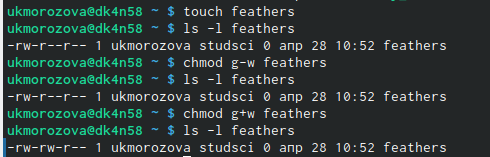 ukmorozova@dk4n58 ~ $ touch feathers
ukmorozova@dk4n58 ~ $ ls -l feathers
-rw-r--r-- 1 ukmorozova studsci 0 апр 28 10:52 feathers
ukmorozova@dk4n58 ~ $ chmod g-w feathers
ukmorozova@dk4n58 ~ $ ls -l feathers
-rw-r--r-- 1 ukmorozova studsci 0 апр 28 10:52 feathers
ukmorozova@dk4n58 ~ $ chmod g+w feathers
ukmorozova@dk4n58 ~ $ ls -l feathers
-rw-rw-r-- 1 ukmorozova studsci 0 апр 28 10:52 feathers